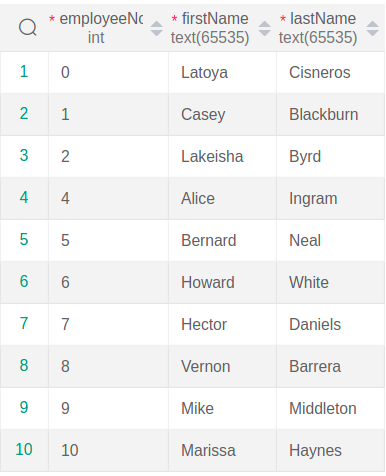 * employeeNo * firstName * lastName
int text(65535) text(65535)
1 0 Latoya Cisneros
2 1 Casey Blackburn
3 2 Lakeisha Byrd
4 4 Alice Ingram
5 5 Bernard Neal
6 6 Howard White
7 7 Hector Daniels
8 8 Vernon Barrera
9 9 Mike Middleton
10 10 Marissa Haynes